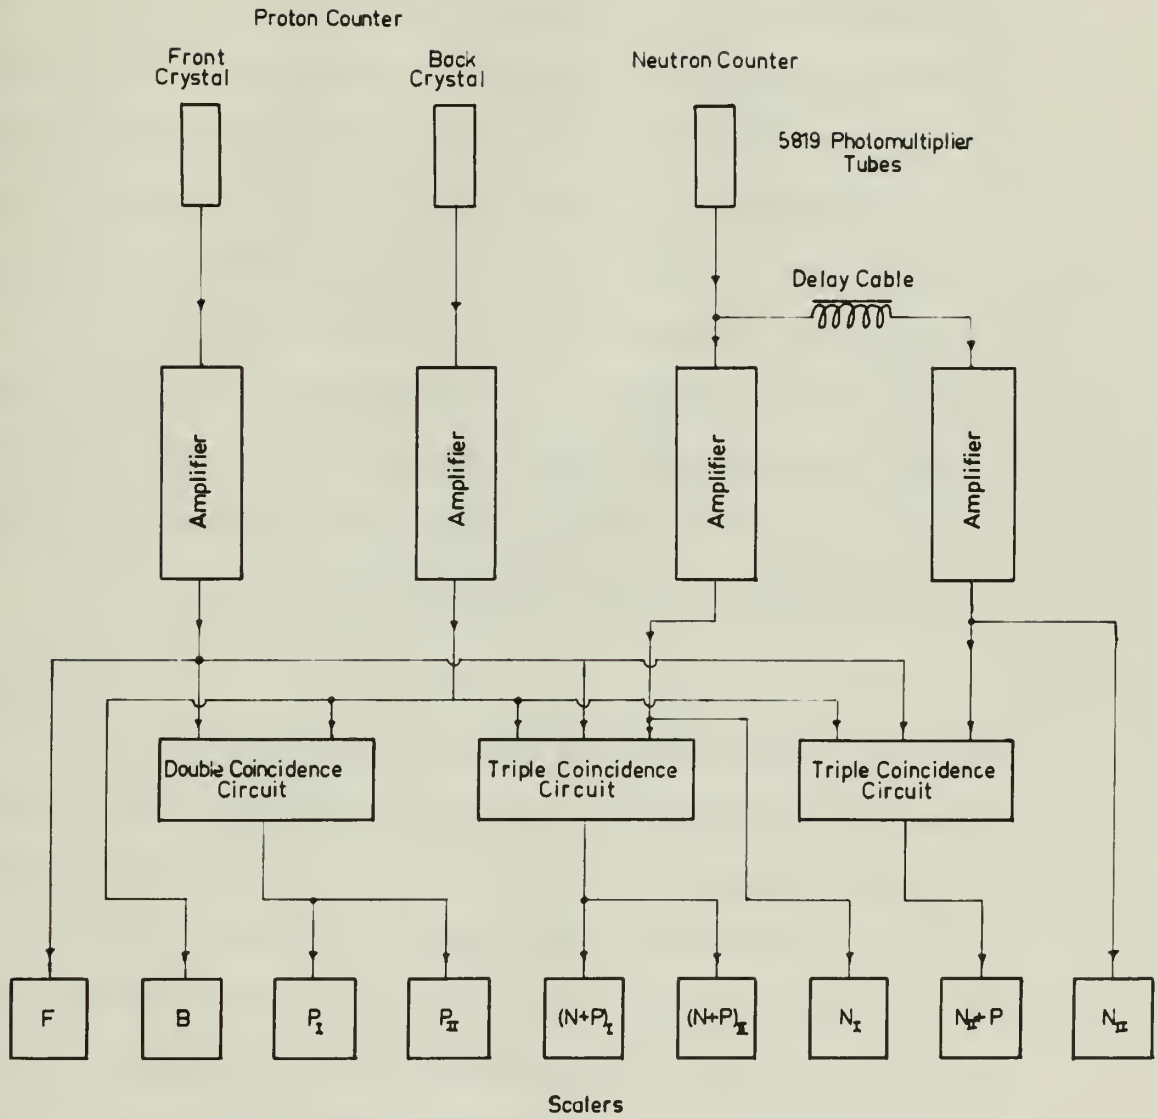 Proton Counter
Front
Crystal
Back
Crystal
Neutron Counter
5819 Photomultiplier
Tubes
Delay Cable
Amplifier
Amplifier
Amplifier
Amplifier
Double Coincidence
Circuit
Triple Coincidence
Circuit
Triple Coincidence
Circuit
F
B
P_I
P_II
(N+P)_I
(N+P)_II
N_I
N_II+P
N_II
Scalers